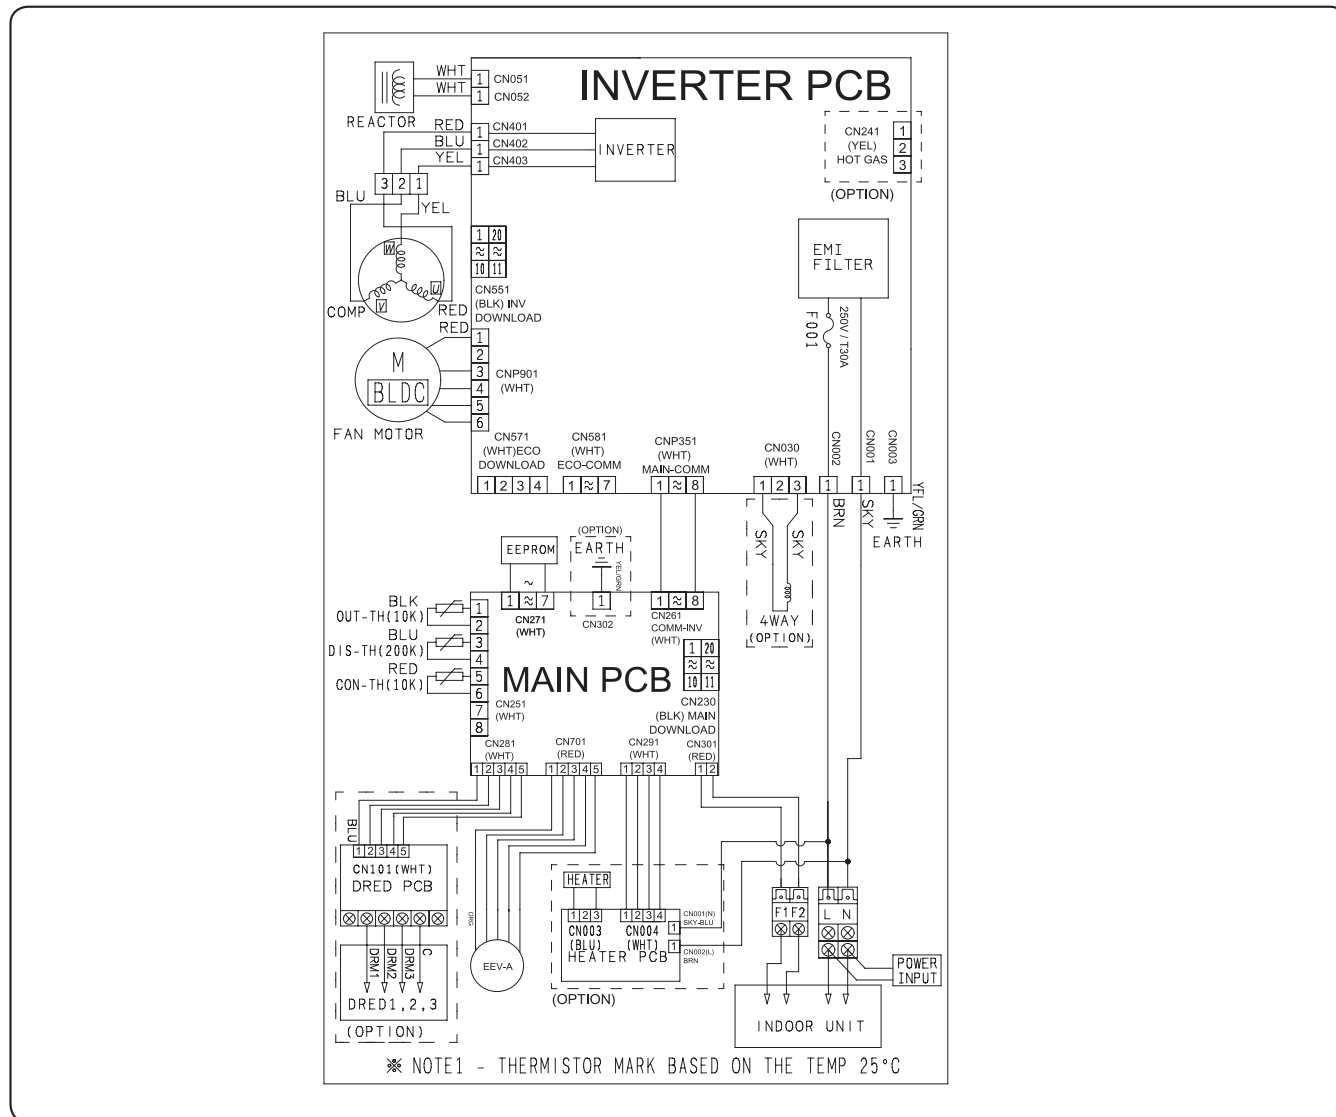 INVERTER PCB
WHT
1 CN051
WHT
1 CN052
REACTOR
RED
1 CN401
BLU
1 CN402
YEL
1 CN403
INVERTER
CN241
(YEL)
HOT GAS
1
2
3
(OPTION)
3 2 1
BLU
YEL
W
U
V
COMP
RED
1 20
≈ ≈
10 11
CN551
(BLK) INV
DOWNLOAD
EMI
FILTER
F001
250V / T30A
RED
M
BLDC
FAN MOTOR
1
2
3
4
5
6
CNP901
(WHT)
CN571
(WHT)ECO
DOWNLOAD
1 2 3 4
CN581
(WHT)
ECO-COMM
1 ≈ 7
CNP351
(WHT)
MAIN-COMM
1 ≈ 8
CN030
(WHT)
1 2 3
CN002
1
CN001
1
CN003
1
BRN
SKY
YEL/GRN
EARTH
SKY
SKY
4WAY
(OPTION)
EEPROM
~
(OPTION)
EARTH
YEL/GRN
1 ≈ 7
CN271
(WHT)
1
CN302
1 ≈ 8
CN261
COMM-INV
(WHT)
BLK
OUT-TH(10K)
BLU
DIS-TH(200K)
RED
CON-TH(10K)
1
2
3
4
5
6
7
8
CN251
(WHT)
MAIN PCB
1 20
≈ ≈
10 11
CN230
(BLK) MAIN
DOWNLOAD
CN281
(WHT)
1 2 3 4 5
CN701
(RED)
1 2 3 4 5
CN291
(WHT)
1 2 3 4
CN301
(RED)
1 2
BLU
1 2 3 4 5
CN101(WHT)
DRED PCB
DRM1
DRM2
DRM3
C
DRED1,2,3
(OPTION)
ORG
EEV-A
HEATER
1 2 3
CN003
(BLU)
1 2 3 4
CN004
(WHT)
HEATER PCB
1
CN001(N)
SKY-BLU
1
CN002(L)
BRN
(OPTION)
F1 F2
L N
POWER
INPUT
INDOOR UNIT
※ NOTE1 - THERMISTOR MARK BASED ON THE TEMP 25°C